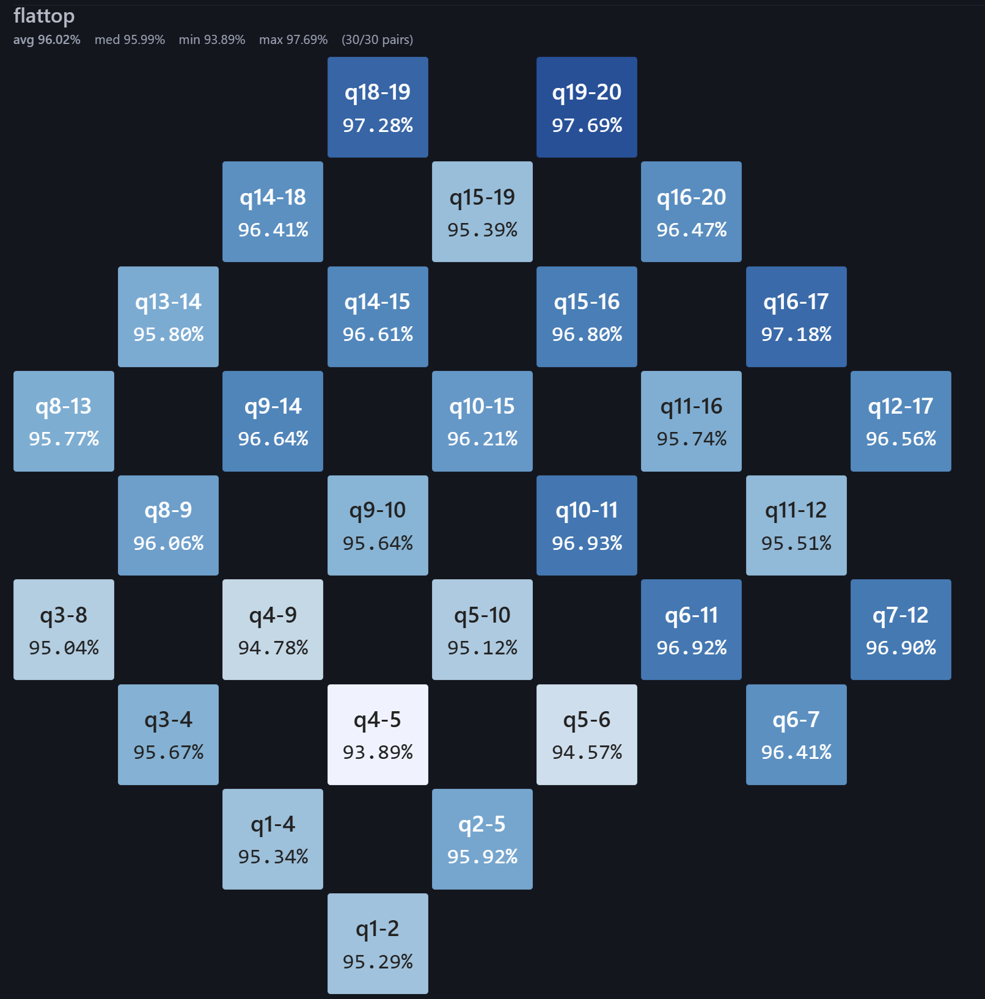 flattop
avg 96.02% med 95.99% min 93.89% max 97.69% (30/30 pairs)
q18-19 q19-20
97.28% 97.69%
q14-18 q15-19 q16-20
96.41% 95.39% 96.47%
q13-14 q14-15 q15-16 q16-17
95.80% 96.61% 96.80% 97.18%
q8-13 q9-14 q10-15 q11-16 q12-17
95.77% 96.64% 96.21% 95.74% 96.56%
q8-9 q9-10 q10-11 q11-12
96.06% 95.64% 96.93% 95.51%
q3-8 q4-9 q5-10 q6-11 q7-12
95.04% 94.78% 95.12% 96.92% 96.90%
q3-4 q4-5 q5-6 q6-7
95.67% 93.89% 94.57% 96.41%
q1-4 q2-5
95.34% 95.92%
q1-2
95.29%